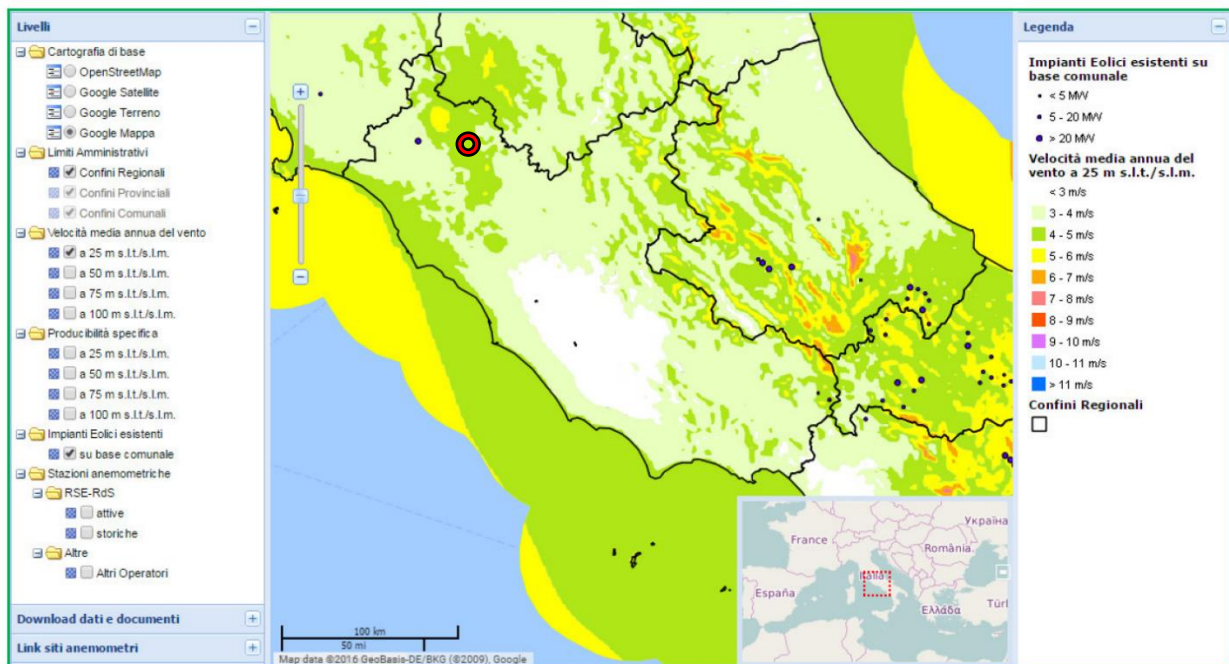 Livelli
Cartografia di base
OpenStreetMap
Google Satellite
Google Terreno
Google Mappa
Limiti Amministrativi
Confini Regionali
Confini Provinciali
Confini Comunali
Velocità media annua del vento
a 25 m s.l.t./s.l.m.
a 50 m s.l.t./s.l.m.
a 75 m s.l.t./s.l.m.
a 100 m s.l.t./s.l.m.
Producibilità specifica
a 25 m s.l.t./s.l.m.
a 50 m s.l.t./s.l.m.
a 75 m s.l.t./s.l.m.
a 100 m s.l.t./s.l.m.
Impianti Eolici esistenti
su base comunale
Stazioni anemometriche
RSE-RdS
attive
storiche
Altre
Altri Operatori
Download dati e documenti
Link siti anemometri
100 km
50 mi
Map data ©2016 GeoBasis-DE/BKG (©2009), Google
France
Italia
España
România
Україна
Ελλάδα
Türl
Legenda
Impianti Eolici esistenti su
base comunale
< 5 MW
5 - 20 MW
> 20 MW
Velocità media annua del
vento a 25 m s.l.t./s.l.m.
< 3 m/s
3 - 4 m/s
4 - 5 m/s
5 - 6 m/s
6 - 7 m/s
7 - 8 m/s
8 - 9 m/s
9 - 10 m/s
10 - 11 m/s
> 11 m/s
Confini Regionali